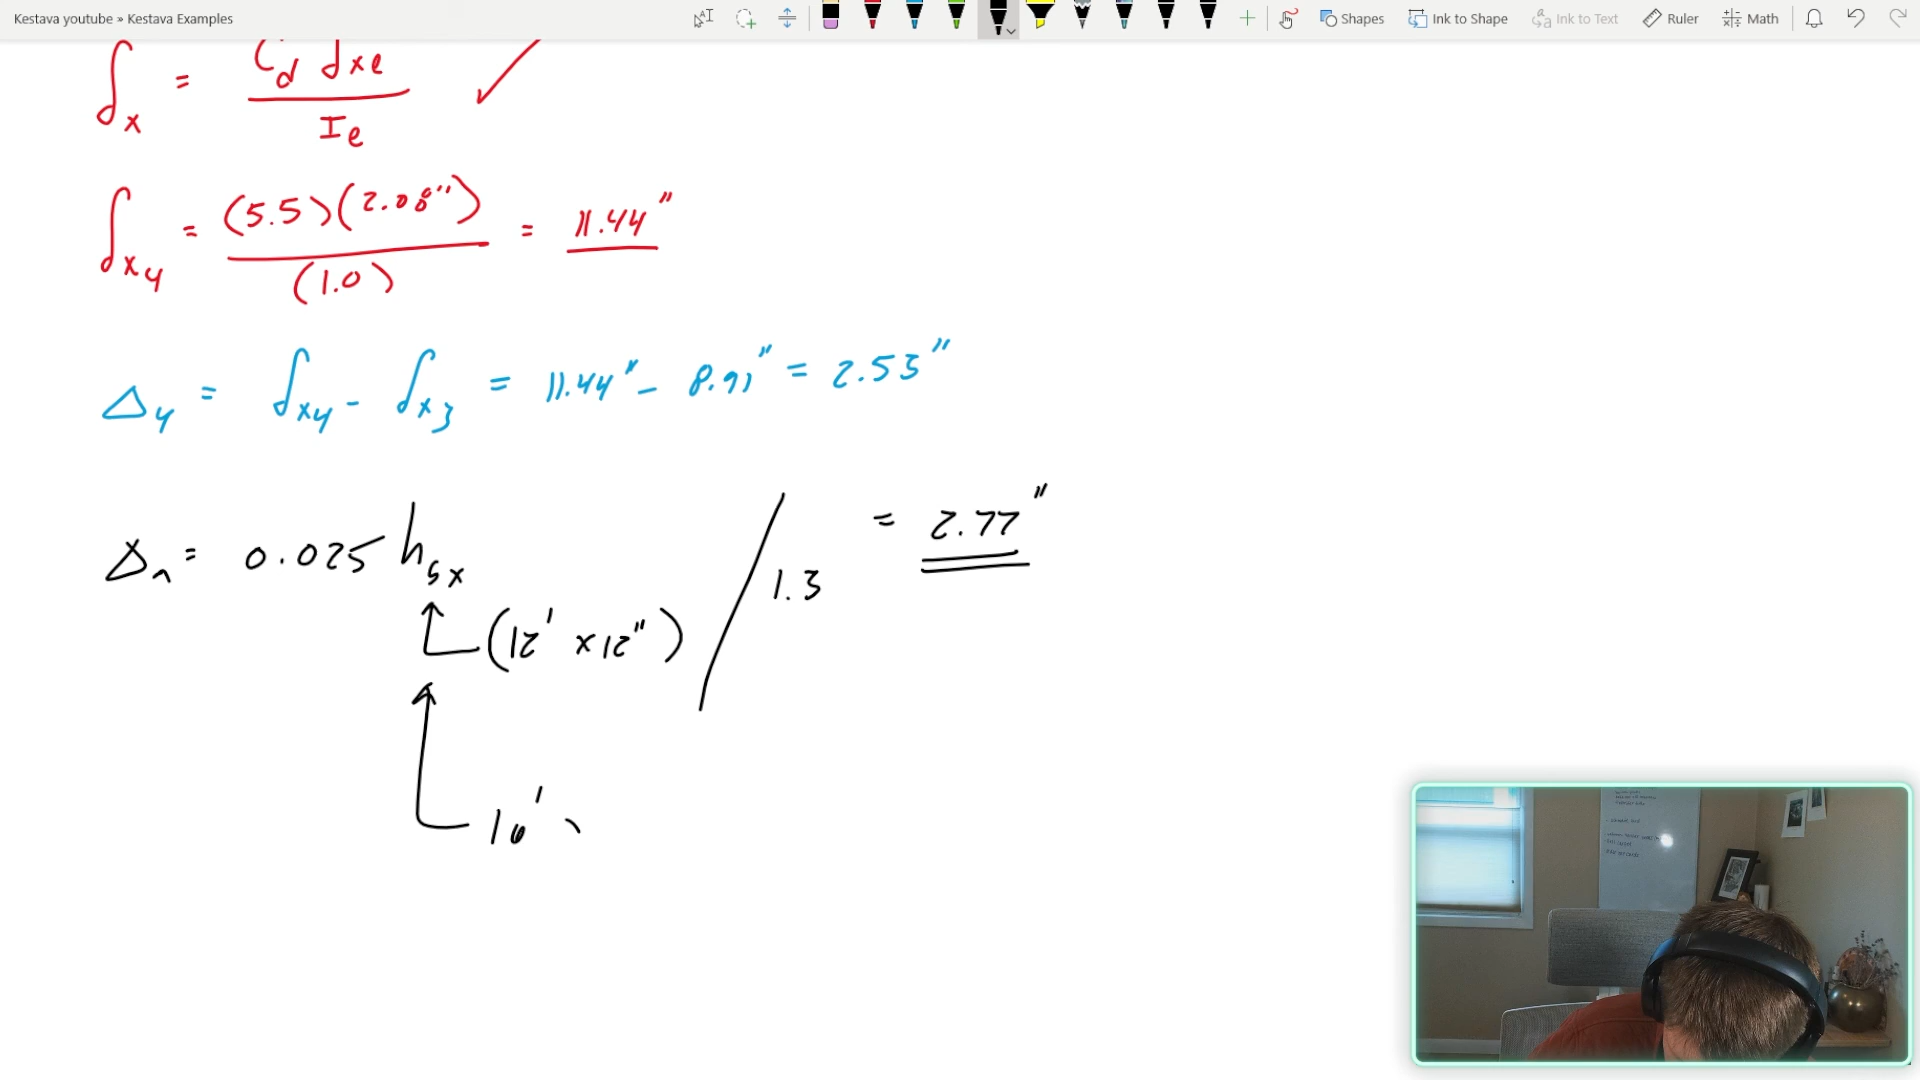 Kestava youtube » Kestava Examples
Shapes Ink to Shape Ink to Text Ruler Math
δx = Cd δxe / Ie
δx4 = (5.5)(2.08") / (1.0) = 11.44"
Δ4 = δx4 - δx3 = 11.44" - 8.91" = 2.53"
Δa = 0.025 hsx / 1.3 = 2.77"
(12' x 12")
10'